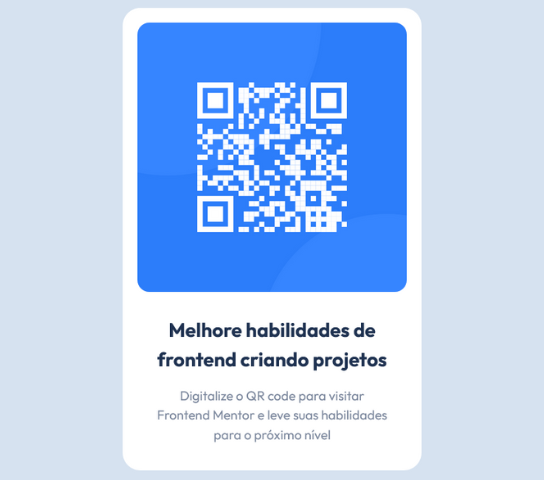 Melhore habilidades de
frontend criando projetos
Digitalize o QR code para visitar
Frontend Mentor e leve suas habilidades
para o próximo nível